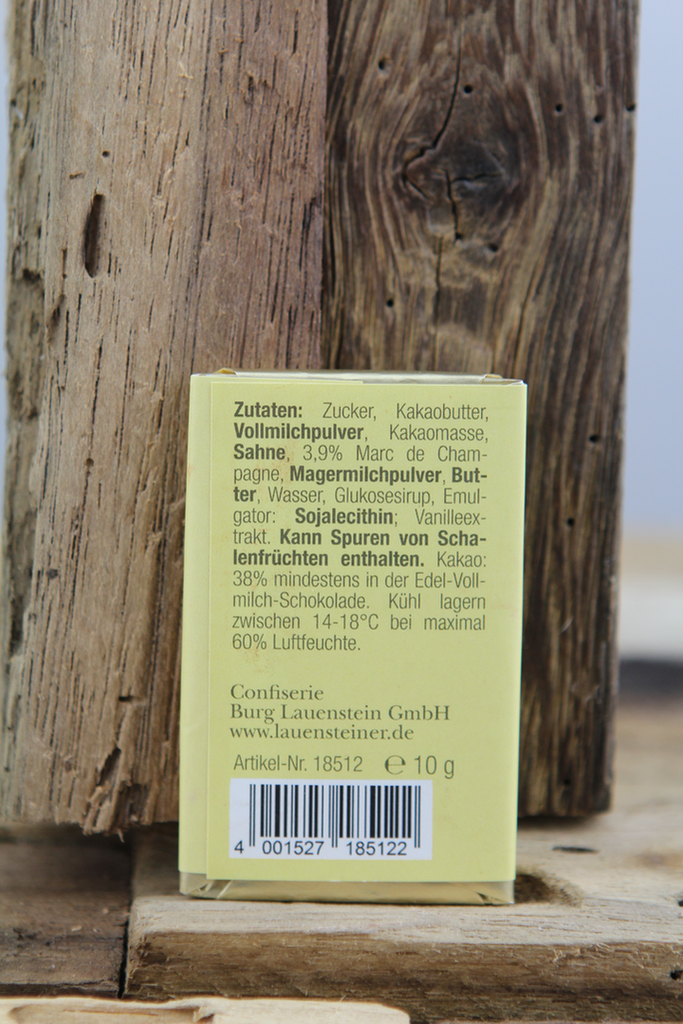 Zutaten: Zucker, Kakaobutter,
Vollmilchpulver, Kakaomasse,
Sahne, 3,9% Marc de Cham-
pagne, Magermilchpulver, But-
ter, Wasser, Glukosesirup, Emul-
gator: Sojalecithin; Vanilleex-
trakt. Kann Spuren von Scha-
lenfrüchten enthalten. Kakao:
38% mindestens in der Edel-Voll-
milch-Schokolade. Kühl lagern
zwischen 14-18°C bei maximal
60% Luftfeuchte.
Confiserie
Burg Lauenstein GmbH
www.lauensteiner.de
Artikel-Nr. 18512 ℮ 10 g
4 001527 185122